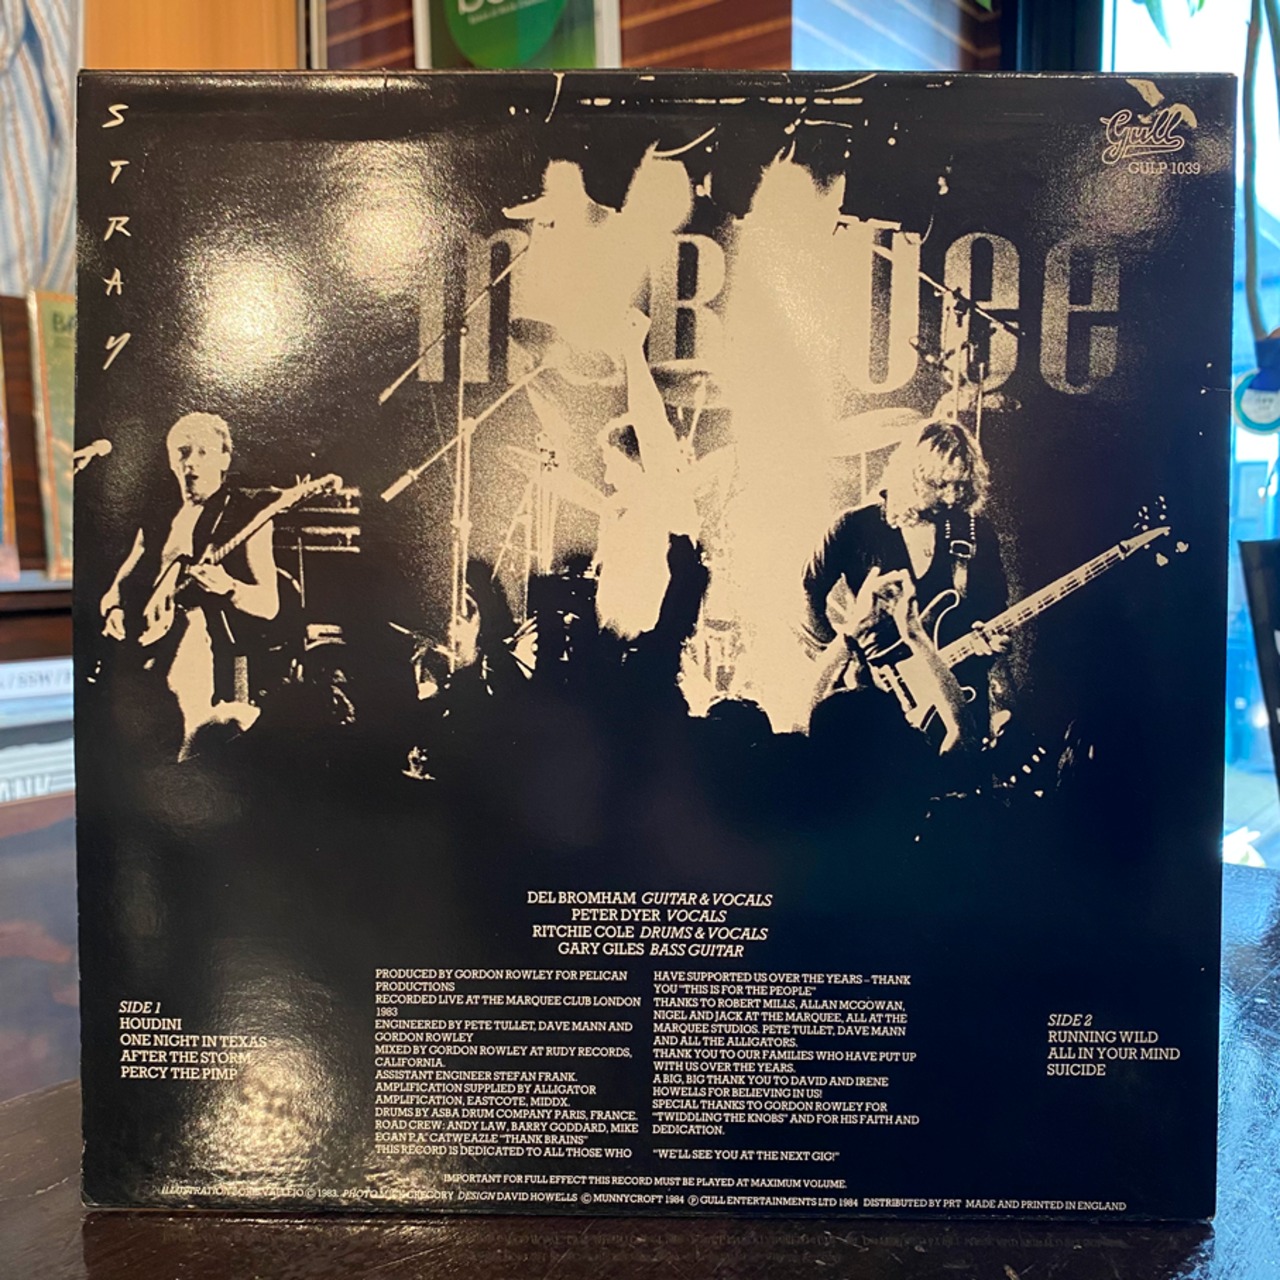 STRAY
Gull
GULP 1039
marquee
DEL BROMHAM GUITAR & VOCALS
PETER DYER VOCALS
RITCHIE COLE DRUMS & VOCALS
GARY GILES BASS GUITAR
SIDE 1
HOUDINI
ONE NIGHT IN TEXAS
AFTER THE STORM
PERCY THE PIMP
PRODUCED BY GORDON ROWLEY FOR PELICAN
PRODUCTIONS
RECORDED LIVE AT THE MARQUEE CLUB LONDON
1983
ENGINEERED BY PETE TULLET, DAVE MANN AND
GORDON ROWLEY
MIXED BY GORDON ROWLEY AT RUDY RECORDS,
CALIFORNIA.
ASSISTANT ENGINEER STEFAN FRANK.
AMPLIFICATION SUPPLIED BY ALLIGATOR
AMPLIFICATION, EASTCOTE, MIDDX.
DRUMS BY ASBA DRUM COMPANY PARIS, FRANCE.
ROAD CREW: ANDY LAW, BARRY GODDARD, MIKE
EGAN P.A.' CATWEAZLE "THANK BRAINS"
THIS RECORD IS DEDICATED TO ALL THOSE WHO
HAVE SUPPORTED US OVER THE YEARS – THANK
YOU "THIS IS FOR THE PEOPLE"
THANKS TO ROBERT MILLS, ALLAN MCGOWAN,
NIGEL AND JACK AT THE MARQUEE, ALL AT THE
MARQUEE STUDIOS. PETE TULLET, DAVE MANN
AND ALL THE ALLIGATORS.
THANK YOU TO OUR FAMILIES WHO HAVE PUT UP
WITH US OVER THE YEARS.
A BIG, BIG THANK YOU TO DAVID AND IRENE
HOWELLS FOR BELIEVING IN US!
SPECIAL THANKS TO GORDON ROWLEY FOR
"TWIDDLING THE KNOBS" AND FOR HIS FAITH AND
DEDICATION.
"WE'LL SEE YOU AT THE NEXT GIG!"
SIDE 2
RUNNING WILD
ALL IN YOUR MIND
SUICIDE
IMPORTANT FOR FULL EFFECT THIS RECORD MUST BE PLAYED AT MAXIMUM VOLUME.
ILLUSTRATION VALLEJO © 1983. PHOTO GREGORY DESIGN DAVID HOWELLS © MUNNYCROFT 1984 ℗ GULL ENTERTAINMENTS LTD 1984 DISTRIBUTED BY PRT MADE AND PRINTED IN ENGLAND